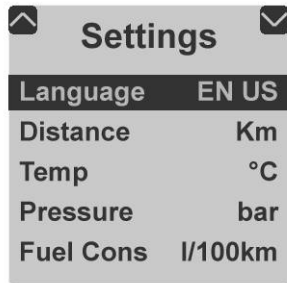 Settings
Language EN US
Distance Km
Temp °C
Pressure bar
Fuel Cons l/100km